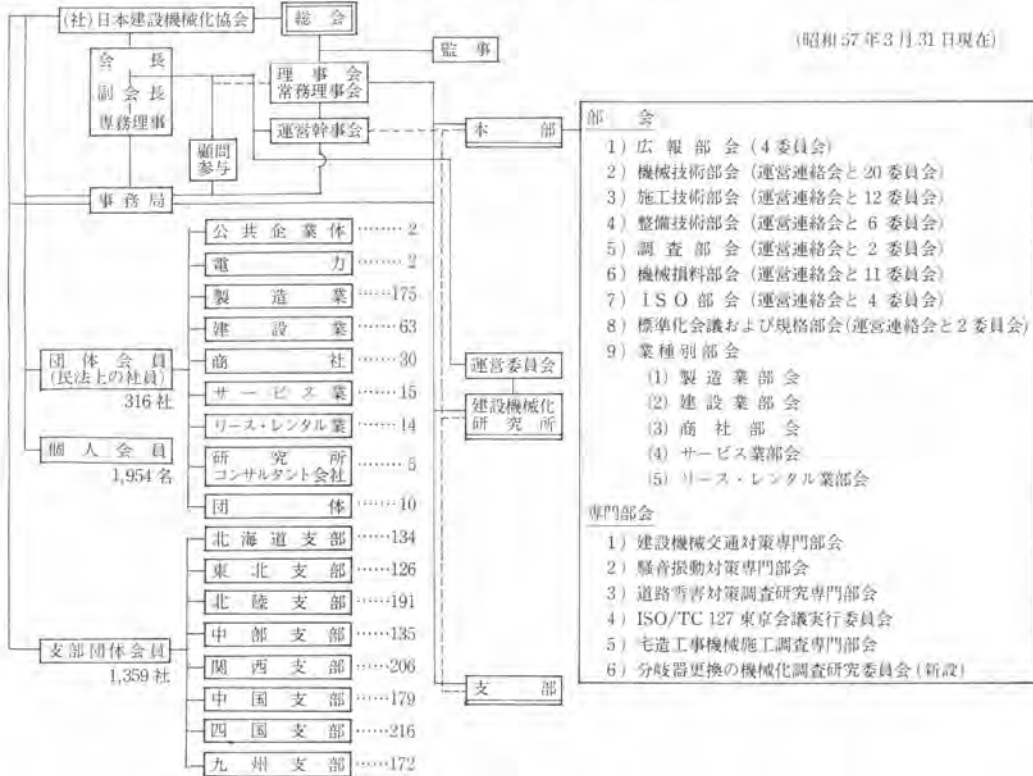 (社)日本建設機械化協会
総会
監事
(昭和57年3月31日現在)
会長
副会長
専務理事
理事会
常務理事会
運営幹事会
顧問
参与
事務局
本部
運営委員会
建設機械化
研究所
支部
団体会員
(民法上の社員)
316社
個人会員
1,954名
支部団体会員
1,359社
公共企業体………2
電力………2
製造業……175
建設業……63
商社……30
サービス業……15
リース・レンタル業……14
研究所
コンサルタント会社………5
団体……10
北海道支部……134
東北支部……126
北陸支部……191
中部支部……135
関西支部……206
中国支部……179
四国支部……216
九州支部……172
部会
1) 広報部会 (4委員会)
2) 機械技術部会 (運営連絡会と20委員会)
3) 施工技術部会 (運営連絡会と12委員会)
4) 整備技術部会 (運営連絡会と 6委員会)
5) 調査部会 (運営連絡会と 2委員会)
6) 機械損料部会 (運営連絡会と11委員会)
7) ISO部会 (運営連絡会と 4委員会)
8) 標準化会議および規格部会(運営連絡会と2委員会)
9) 業種別部会
(1) 製造業部会
(2) 建設業部会
(3) 商社部会
(4) サービス業部会
(5) リース・レンタル業部会
専門部会
1) 建設機械交通対策専門部会
2) 騒音振動対策専門部会
3) 道路雪害対策調査研究専門部会
4) ISO/TC 127 東京会議実行委員会
5) 宅造工事機械施工調査専門部会
6) 分岐器更換の機械化調査研究委員会(新設)